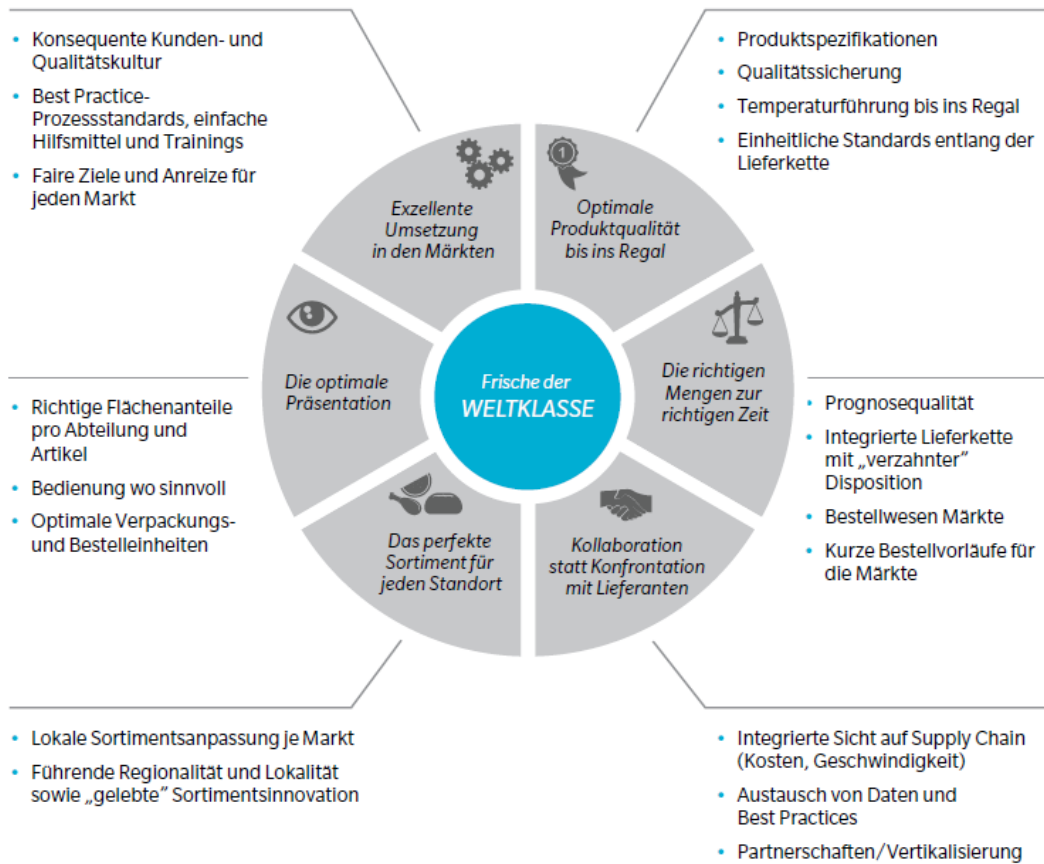 • Konsequente Kunden- und
Qualitätskultur
• Best Practice-
Prozessstandards, einfache
Hilfsmittel und Trainings
• Faire Ziele und Anreize für
jeden Markt
• Produktspezifikationen
• Qualitätssicherung
• Temperaturführung bis ins Regal
• Einheitliche Standards entlang der
Lieferkette
Exzellente
Umsetzung
in den Märkten
1
Optimale
Produktqualität
bis ins Regal
Die optimale
Präsentation
Frische der
WELTKLASSE
Die richtigen
Mengen zur
richtigen Zeit
• Richtige Flächenanteile
pro Abteilung und
Artikel
• Bedienung wo sinnvoll
• Optimale Verpackungs-
und Bestelleinheiten
• Prognosequalität
• Integrierte Lieferkette
mit „verzahnter”
Disposition
• Bestellwesen Märkte
• Kurze Bestellvorläufe für
die Märkte
Das perfekte
Sortiment für
jeden Standort
Kollaboration
statt Konfrontation
mit Lieferanten
• Lokale Sortimentsanpassung je Markt
• Führende Regionalität und Lokalität
sowie „gelebte” Sortimentsinnovation
• Integrierte Sicht auf Supply Chain
(Kosten, Geschwindigkeit)
• Austausch von Daten und
Best Practices
• Partnerschaften/Vertikalisierung